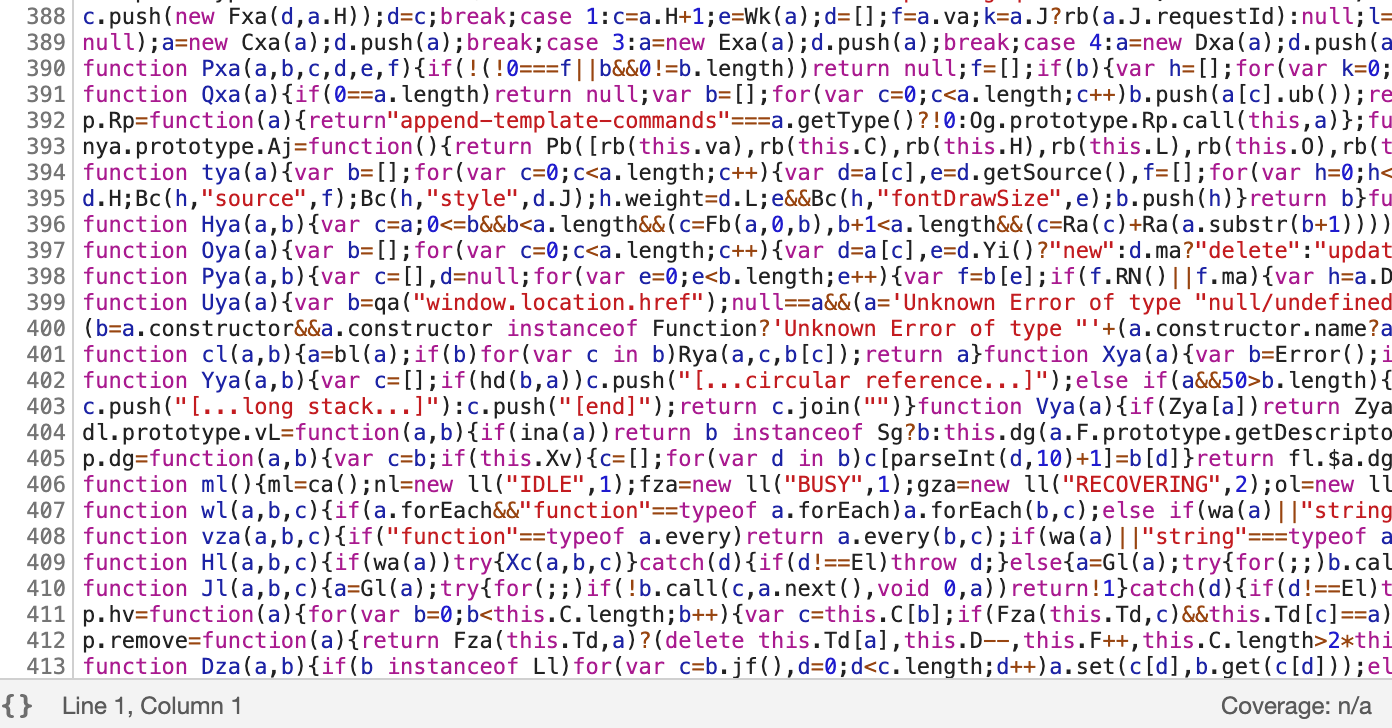 388 c.push(new Fxa(d,a.H));d=c;break;case 1:c=a.H+1;e=Wk(a);d=[];f=a.va;k=a.J?rb(a.J.requestId):null;l=
389 null);a=new Cxa(a);d.push(a);break;case 3:a=new Exa(a);d.push(a);break;case 4:a=new Dxa(a);d.push(a
390 function Pxa(a,b,c,d,e,f){if(!(!0===f||b&&0!=b.length))return null;f=[];if(b){var h=[];for(var k=0;
391 function Qxa(a){if(0==a.length)return null;var b=[];for(var c=0;c<a.length;c++)b.push(a[c].ub());re
392 p.Rp=function(a){return"append-template-commands"===a.getType()?!0:Og.prototype.Rp.call(this,a)};fu
393 nya.prototype.Aj=function(){return Pb([rb(this.va),rb(this.C),rb(this.H),rb(this.L),rb(this.O),rb(t
394 function tya(a){var b=[];for(var c=0;c<a.length;c++){var d=a[c],e=d.getSource(),f=[];for(var h=0;h<
395 d.H;Bc(h,"source",f);Bc(h,"style",d.J);h.weight=d.L;e&&Bc(h,"fontDrawSize",e);b.push(h)}return b}fu
396 function Hya(a,b){var c=a;0<=b&&b<a.length&&(c=Fb(a,0,b),b+1<a.length&&(c=Ra(c)+Ra(a.substr(b+1))))
397 function Oya(a){var b=[];for(var c=0;c<a.length;c++){var d=a[c],e=d.Yi()?"new":d.ma?"delete":"updat
398 function Pya(a,b){var c=[],d=null;for(var e=0;e<b.length;e++){var f=b[e];if(f.RN()||f.ma){var h=a.D
399 function Uya(a){var b=qa("window.location.href");null==a&&(a='Unknown Error of type "null/undefined
400 (b=a.constructor&&a.constructor instanceof Function?'Unknown Error of type "'+(a.constructor.name?a
401 function cl(a,b){a=bl(a);if(b)for(var c in b)Rya(a,c,b[c]);return a}function Xya(a){var b=Error();i
402 function Yya(a,b){var c=[];if(hd(b,a))c.push("[...circular reference...]");else if(a&&50>b.length){
403 c.push("[...long stack...]"):c.push("[end]");return c.join("")}function Vya(a){if(Zya[a])return Zya
404 dl.prototype.vL=function(a,b){if(ina(a))return b instanceof Sg?b:this.dg(a.F.prototype.getDescripto
405 p.dg=function(a,b){var c=b;if(this.Xv){c=[];for(var d in b)c[parseInt(d,10)+1]=b[d]}return fl.$a.dg
406 function ml(){ml=ca();nl=new ll("IDLE",1);fza=new ll("BUSY",1);gza=new ll("RECOVERING",2);ol=new ll
407 function wl(a,b,c){if(a.forEach&&"function"==typeof a.forEach)a.forEach(b,c);else if(wa(a)||"string
408 function vza(a,b,c){if("function"==typeof a.every)return a.every(b,c);if(wa(a)||"string"===typeof a
409 function Hl(a,b,c){if(wa(a))try{Xc(a,b,c)}catch(d){if(d!==El)throw d;}else{a=Gl(a);try{for(;;)b.cal
410 function Jl(a,b,c){a=Gl(a);try{for(;;)if(!b.call(c,a.next(),void 0,a))return!1}catch(d){if(d!==El)t
411 p.hv=function(a){for(var b=0;b<this.C.length;b++){var c=this.C[b];if(Fza(this.Td,c)&&this.Td[c]==a)
412 p.remove=function(a){return Fza(this.Td,a)?(delete this.Td[a],this.D--,this.F++,this.C.length>2*thi
413 function Dza(a,b){if(b instanceof Ll)for(var c=b.jf(),d=0;d<c.length;d++)a.set(c[d],b.get(c[d]));el
{} Line 1, Column 1 Coverage: n/a